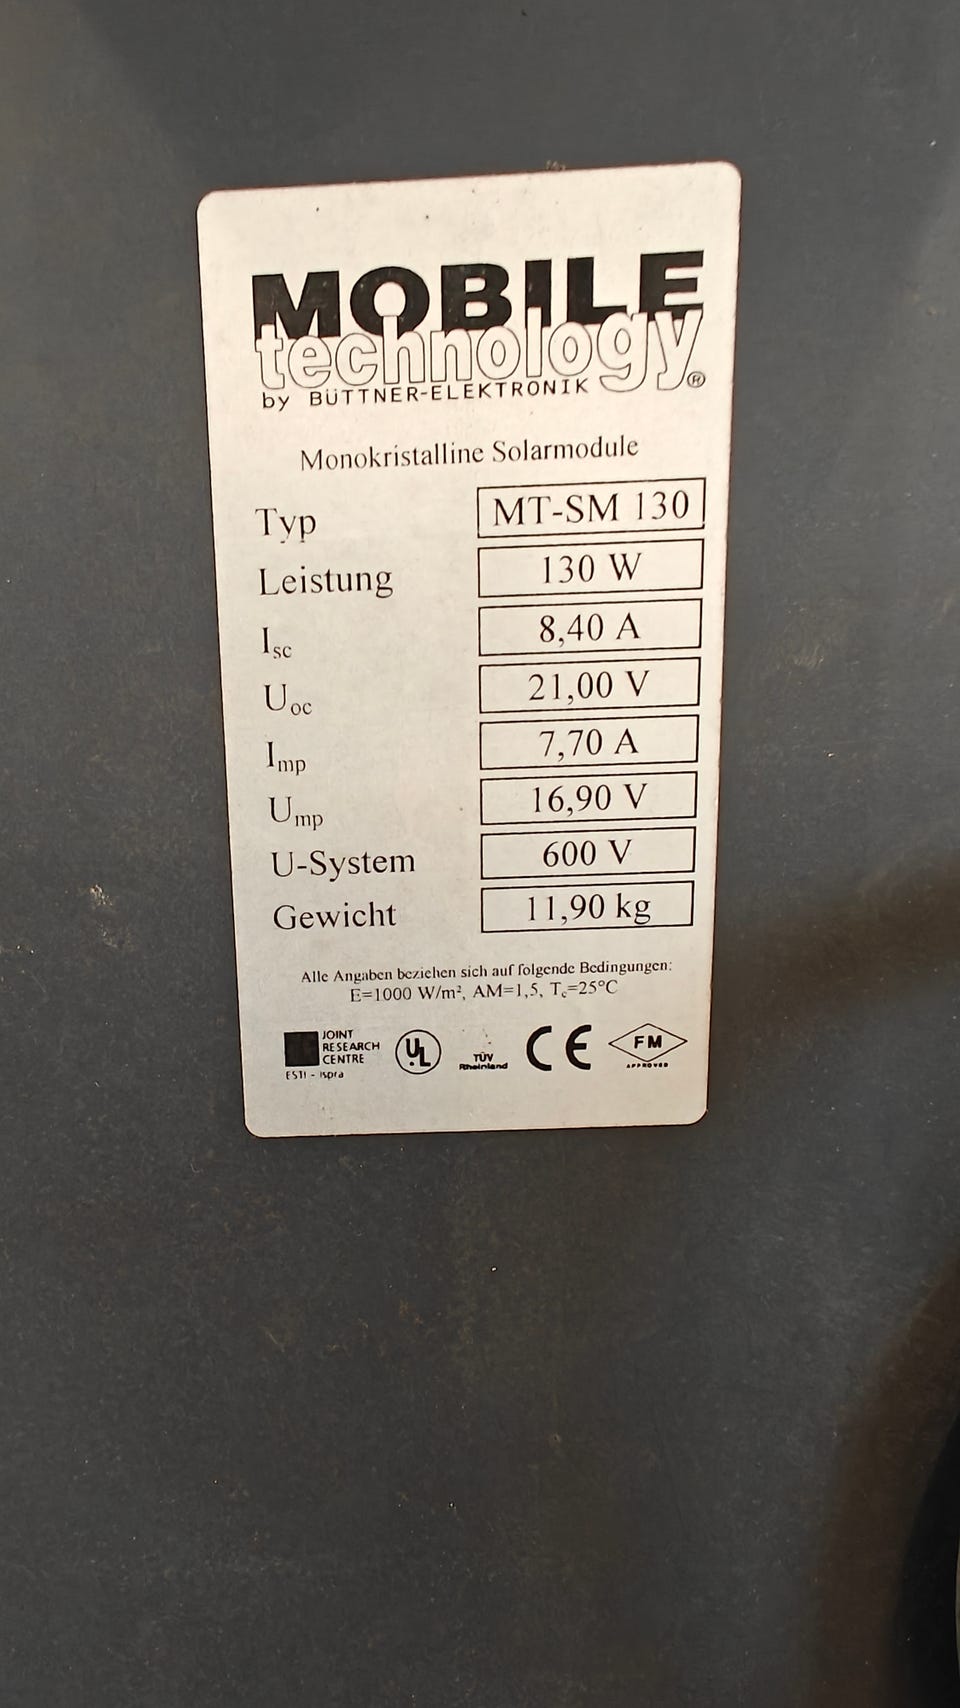 MOBILE
technology®
by BÜTTNER-ELEKTRONIK
Monokristalline Solarmodule
Typ MT-SM 130
Leistung 130 W
Isc 8,40 A
Uoc 21,00 V
Imp 7,70 A
Ump 16,90 V
U-System 600 V
Gewicht 11,90 kg
Alle Angaben beziehen sich auf folgende Bedingungen:
E=1000 W/m², AM=1,5, Tc=25°C
JOINT
RESEARCH
CENTRE
ESTI - Ispra
UL
TÜV
Rheinland
CE
FM
APPROVED